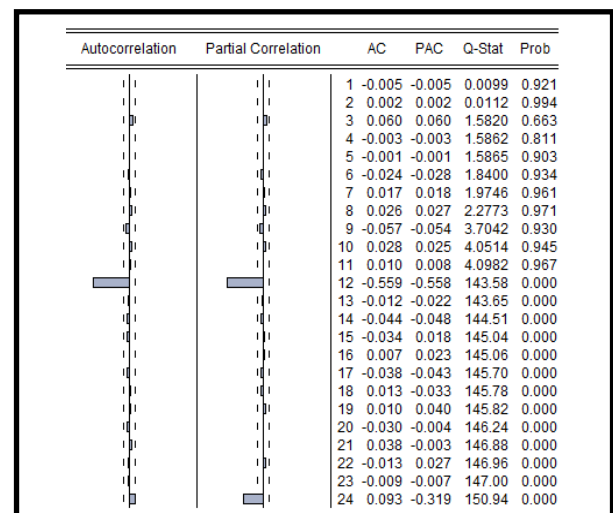 Autocorrelation Partial Correlation AC PAC Q-Stat Prob
1 -0.005 -0.005 0.0099 0.921
2 0.002 0.002 0.0112 0.994
3 0.060 0.060 1.5820 0.663
4 -0.003 -0.003 1.5862 0.811
5 -0.001 -0.001 1.5865 0.903
6 -0.024 -0.028 1.8400 0.934
7 0.017 0.018 1.9746 0.961
8 0.026 0.027 2.2773 0.971
9 -0.057 -0.054 3.7042 0.930
10 0.028 0.025 4.0514 0.945
11 0.010 0.008 4.0982 0.967
12 -0.559 -0.558 143.58 0.000
13 -0.012 -0.022 143.65 0.000
14 -0.044 -0.048 144.51 0.000
15 -0.034 0.018 145.04 0.000
16 0.007 0.023 145.06 0.000
17 -0.038 -0.043 145.70 0.000
18 0.013 -0.033 145.78 0.000
19 0.010 0.040 145.82 0.000
20 -0.030 -0.004 146.24 0.000
21 0.038 -0.003 146.88 0.000
22 -0.013 0.027 146.96 0.000
23 -0.009 -0.007 147.00 0.000
24 0.093 -0.319 150.94 0.000